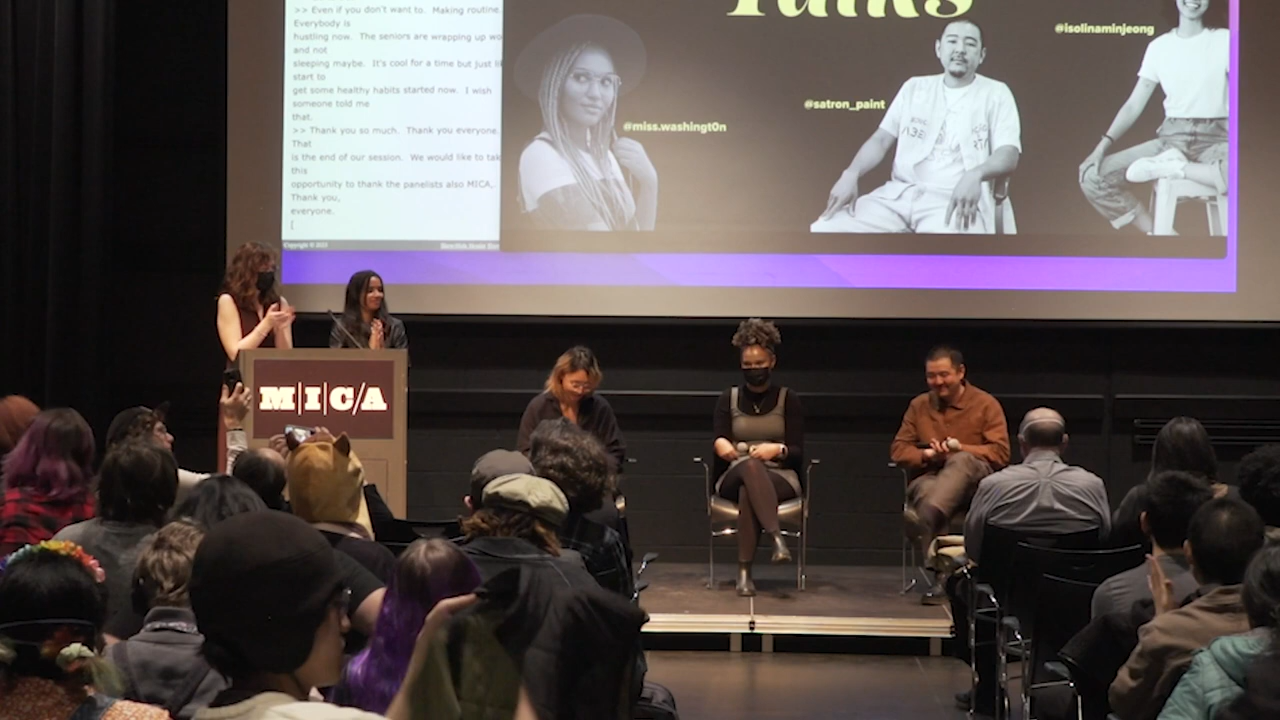 >> Even if you don't want to. Making routine.
Everybody is
hustling now. The seniors are wrapping up wo
and not
sleeping maybe. It's cool for a time but just li
start to
get some healthy habits started now. I wish
someone told me
that.
>> Thank you so much. Thank you everyone.
That
is the end of our session. We would like to tak
this
opportunity to thank the panelists also MICA,.
Thank you,
everyone.
[
Talks
@miss.washingt0n
@satron_paint
@isolinaminjeong
M|I|C/A